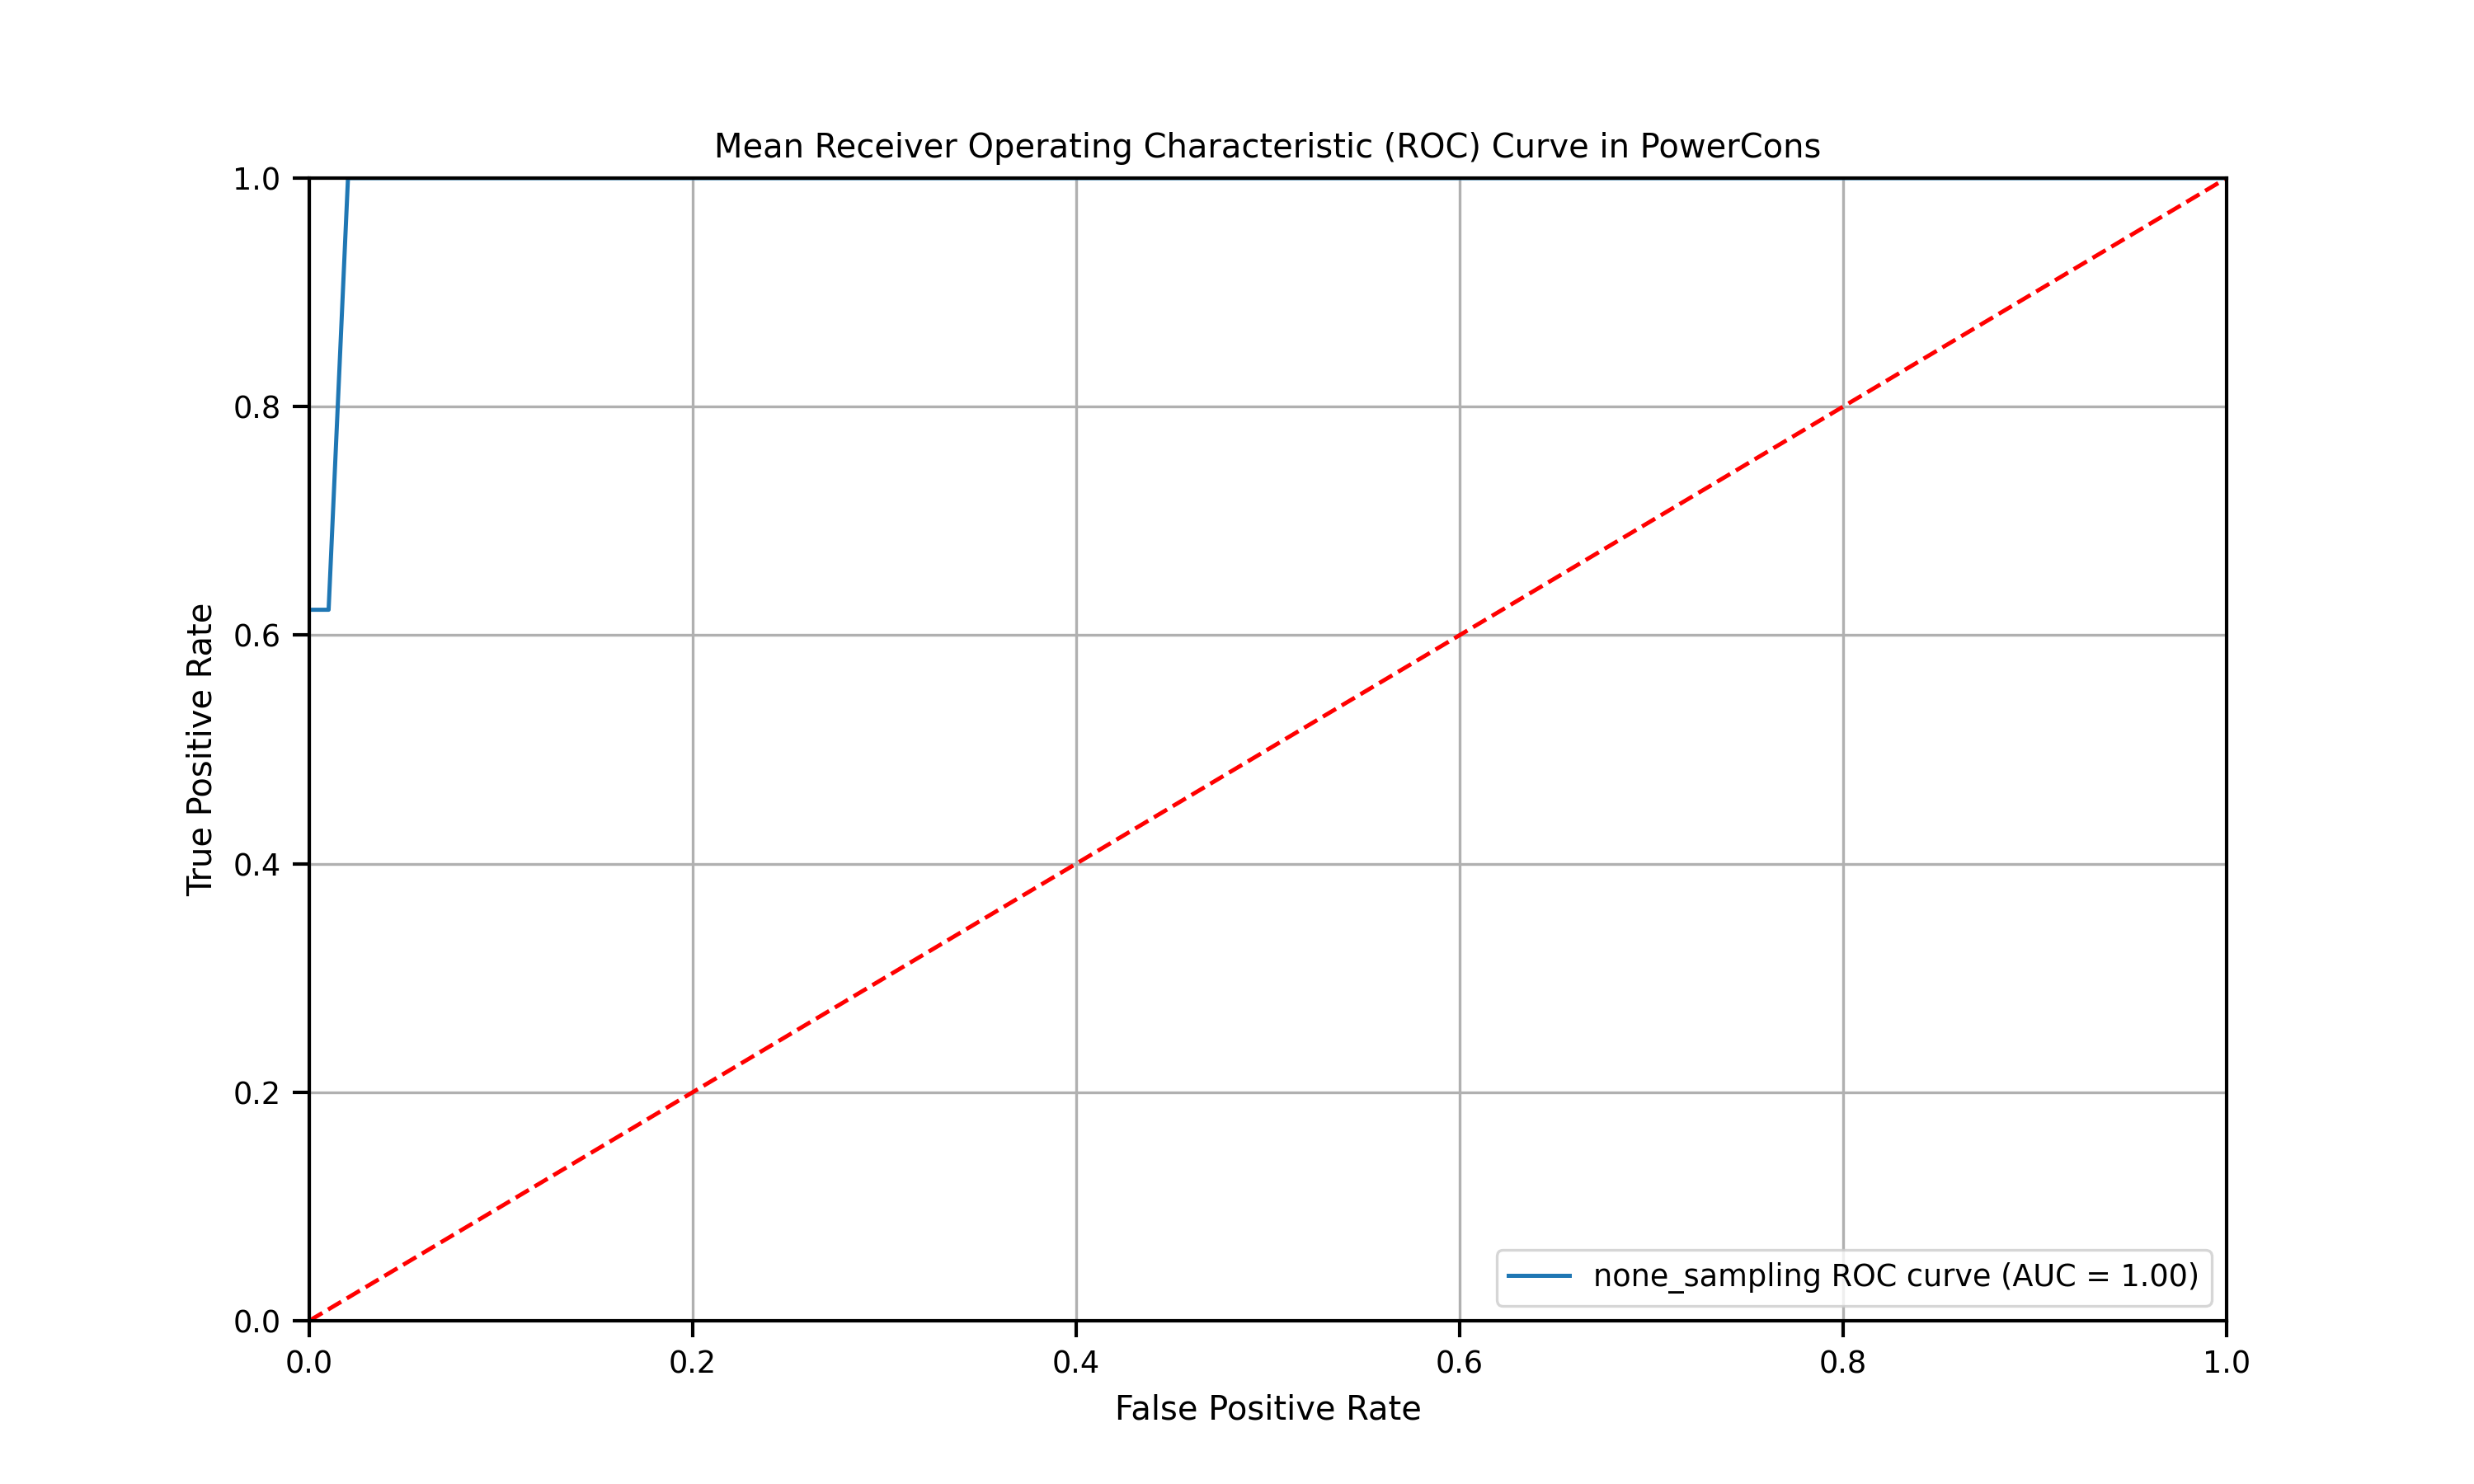 Mean Receiver Operating Characteristic (ROC) Curve in PowerCons
1.0
0.8
0.6
0.4
0.2
0.0
True Positive Rate
none_sampling ROC curve (AUC = 1.00)
0.0 0.2 0.4 0.6 0.8 1.0
False Positive Rate